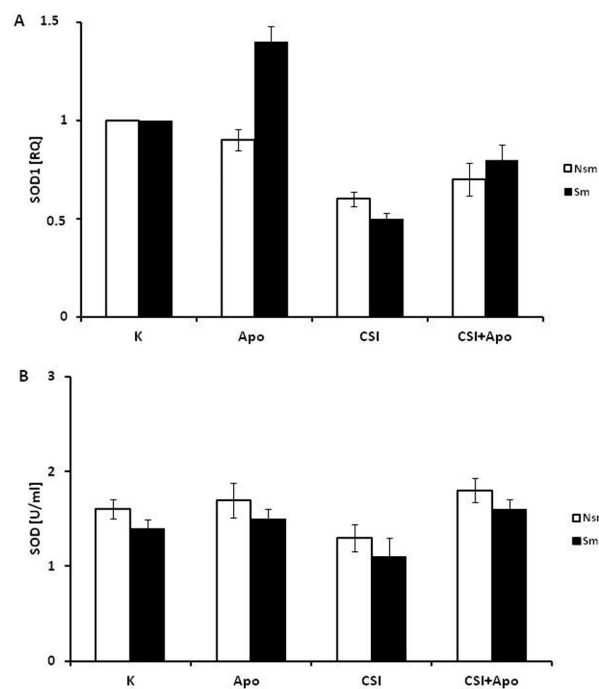 A
1.5
1
0.5
0
SOD1 [RQ]
K Apo CSI CSI+Apo
Nsm
Sm
B
3
2
1
0
SOD [U/ml]
K Apo CSI CSI+Apo
Nsr
Sm